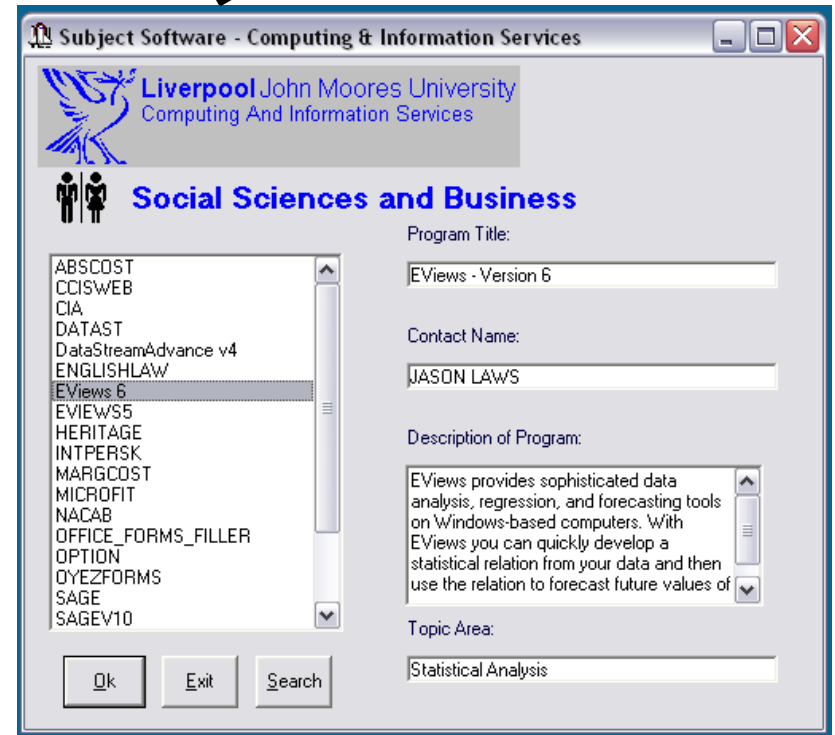 Subject Software - Computing & Information Services
Liverpool John Moores University
Computing And Information Services
Social Sciences and Business
ABSCOST
CCISWEB
CIA
DATAST
DataStreamAdvance v4
ENGLISHLAW
EViews 6
EVIEWS5
HERITAGE
INTPERSK
MARGCOST
MICROFIT
NACAB
OFFICE_FORMS_FILLER
OPTION
OYEZFORMS
SAGE
SAGEV10
Program Title:
EViews - Version 6
Contact Name:
JASON LAWS
Description of Program:
EViews provides sophisticated data
analysis, regression, and forecasting tools
on Windows-based computers. With
EViews you can quickly develop a
statistical relation from your data and then
use the relation to forecast future values of
Topic Area:
Statistical Analysis
Ok Exit Search